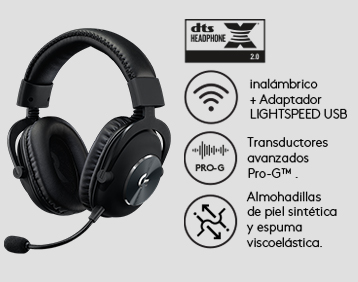 dts
HEADPHONE X
2.0
inalámbrico
+ Adaptador
LIGHTSPEED USB
PRO-G
Transductores
avanzados
Pro-G™ .
Almohadillas
de piel sintética
y espuma
viscoelástica.